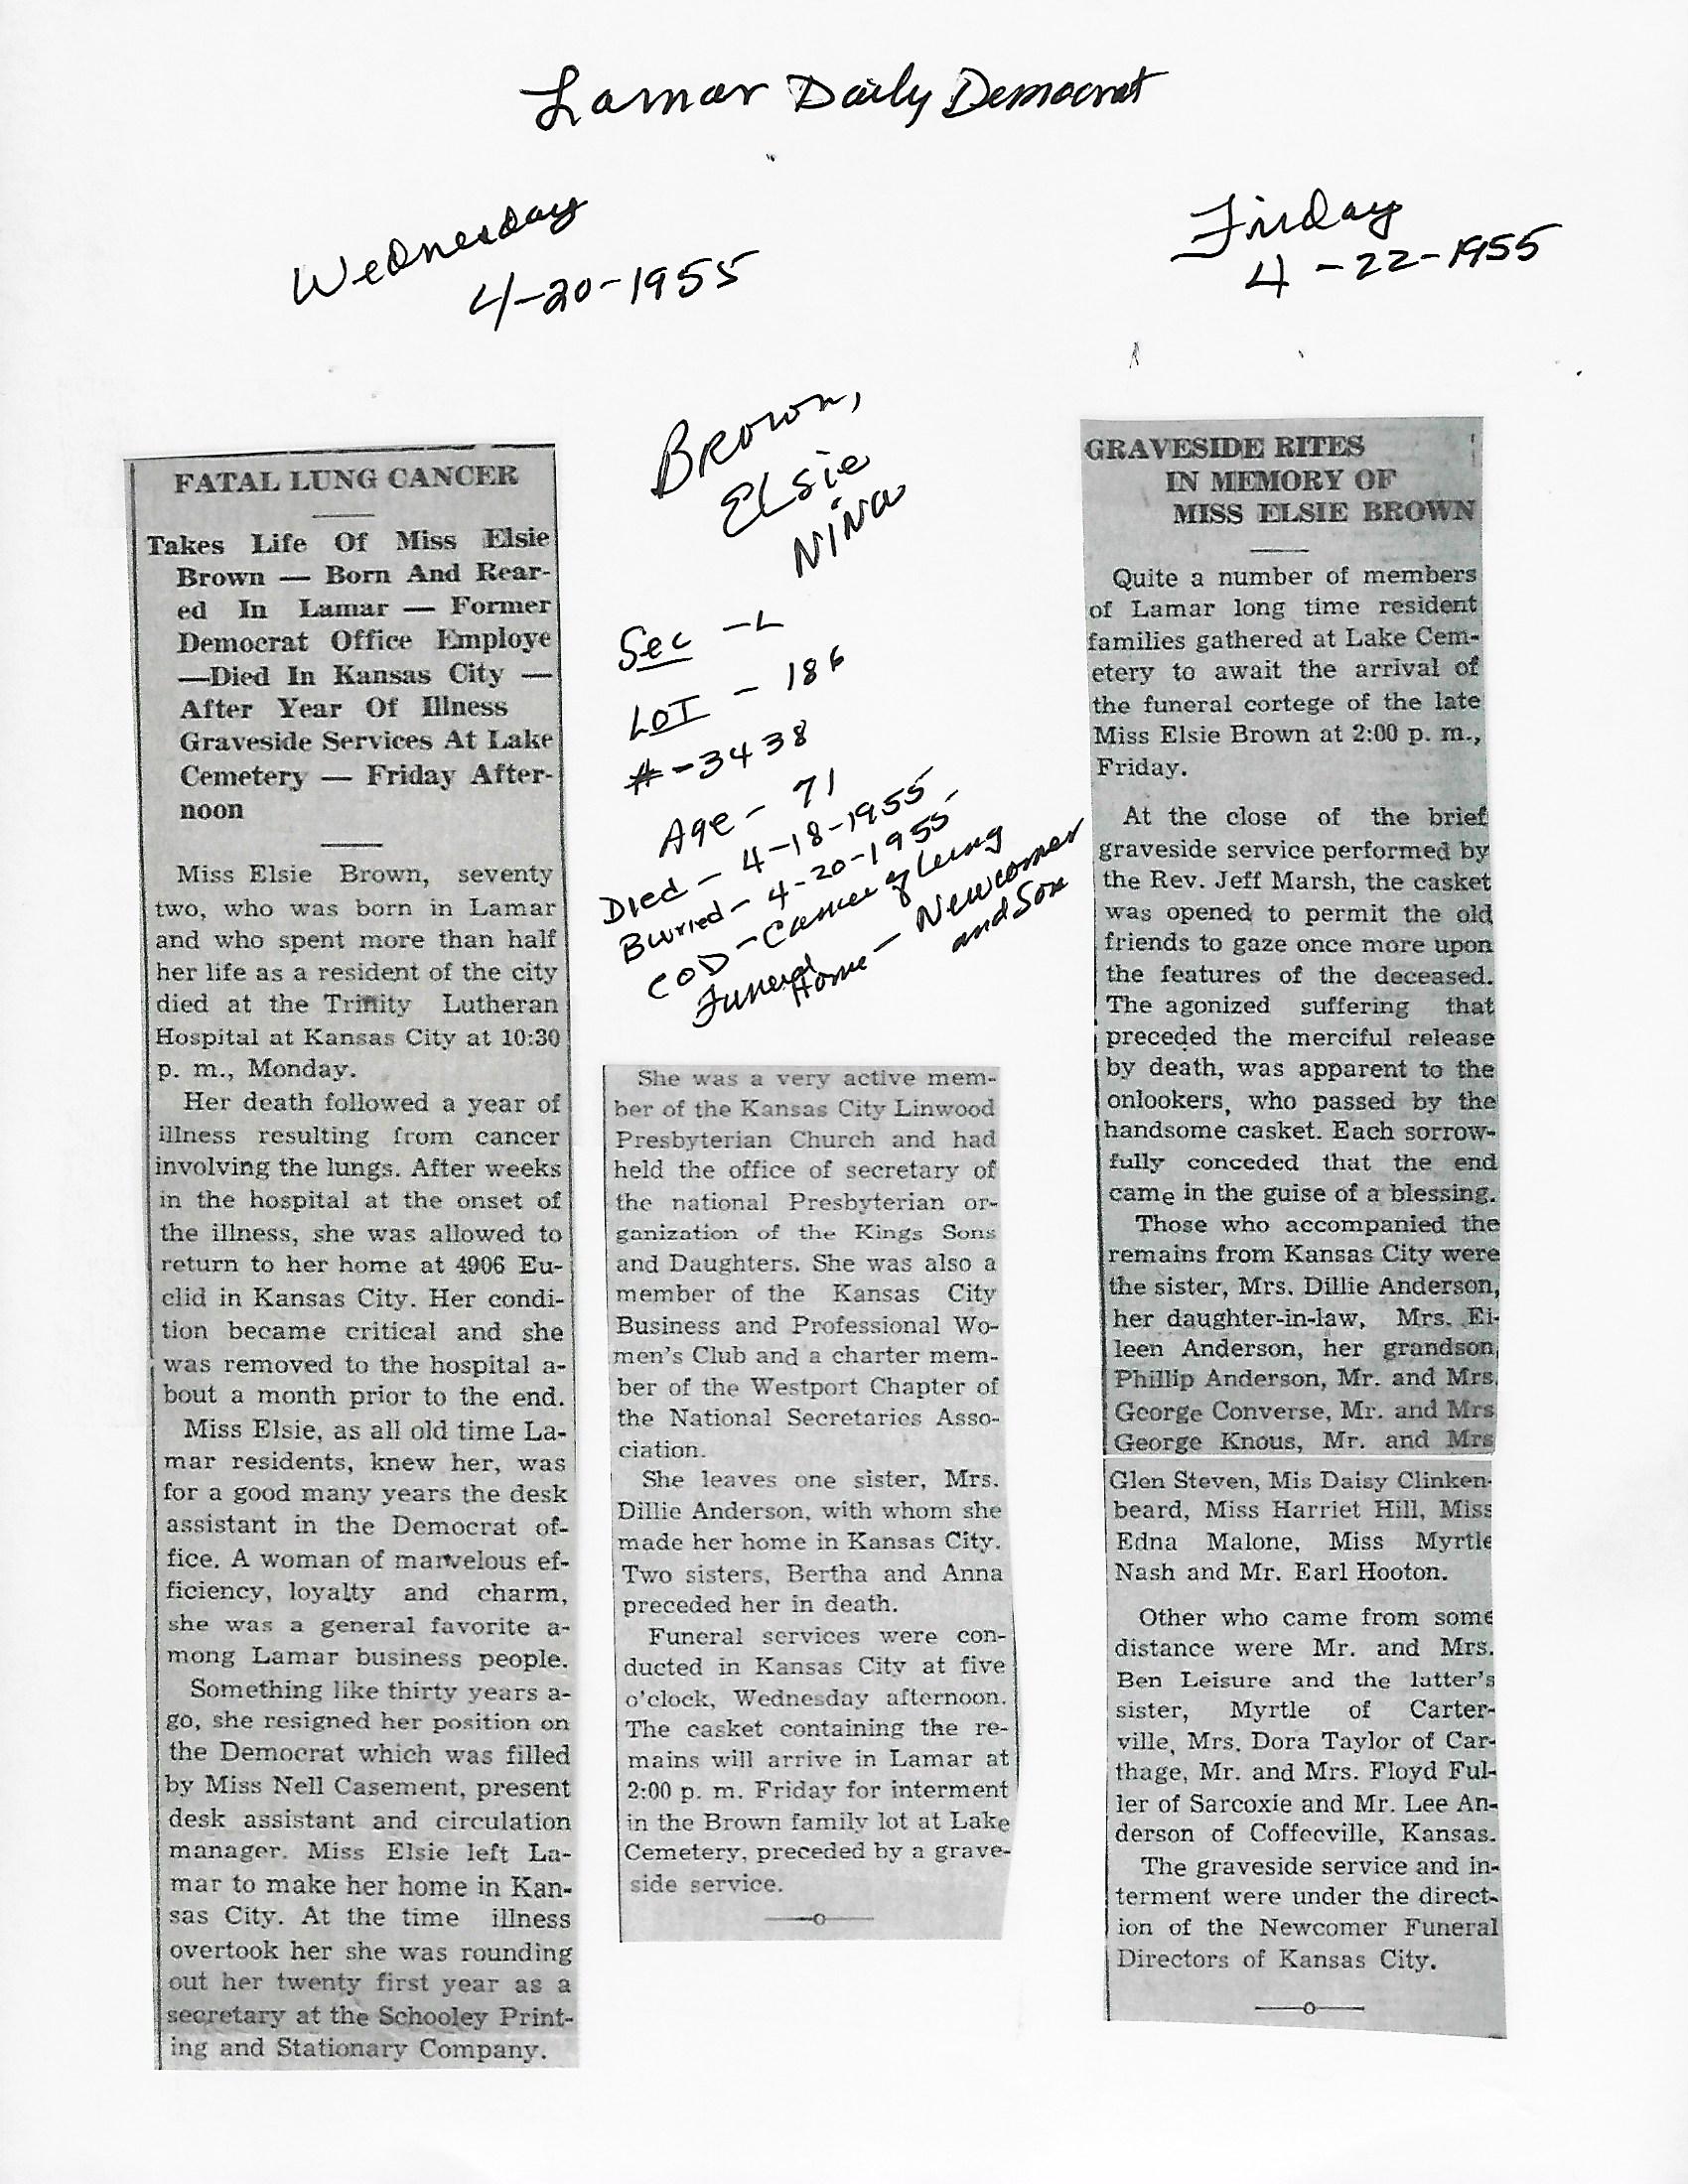 Lamar Daily Democrat
Wednesday
4-20-1955
Friday
4-22-1955
FATAL LUNG CANCER
Takes Life Of Miss Elsie
Brown — Born And Rear-
ed In Lamar — Former
Democrat Office Employe
—Died In Kansas City —
After Year Of Illness
Graveside Services At Lake
Cemetery — Friday After-
noon
Miss Elsie Brown, seventy
two, who was born in Lamar
and who spent more than half
her life as a resident of the city
died at the Trinity Lutheran
Hospital at Kansas City at 10:30
p. m., Monday.
Her death followed a year of
illness resulting from cancer
involving the lungs. After weeks
in the hospital at the onset of
the illness, she was allowed to
return to her home at 4906 Eu-
clid in Kansas City. Her condi-
tion became critical and she
was removed to the hospital a-
bout a month prior to the end.
Miss Elsie, as all old time La-
mar residents, knew her, was
for a good many years the desk
assistant in the Democrat of-
fice. A woman of marvelous ef-
ficiency, loyalty and charm,
she was a general favorite a-
mong Lamar business people.
Something like thirty years a-
go, she resigned her position on
the Democrat which was filled
by Miss Nell Casement, present
desk assistant and circulation
manager. Miss Elsie left La-
mar to make her home in Kan-
sas City. At the time illness
overtook her she was rounding
out her twenty first year as a
secretary at the Schooley Print-
ing and Stationary Company.
Brown,
Elsie
Nina
Sec - L
LOT - 186
# - 3438
Age - 71
Died - 4-18-1955
Burried - 4-20-1955
COD - Cancer of Lung
Funeral Home - Newcomer
and Son
She was a very active mem-
ber of the Kansas City Linwood
Presbyterian Church and had
held the office of secretary of
the national Presbyterian or-
ganization of the Kings Sons
and Daughters. She was also a
member of the Kansas City
Business and Professional Wo-
men's Club and a charter mem-
ber of the Westport Chapter of
the National Secretaries Asso-
ciation.
She leaves one sister, Mrs.
Dillie Anderson, with whom she
made her home in Kansas City.
Two sisters, Bertha and Anna
preceded her in death.
Funeral services were con-
ducted in Kansas City at five
o'clock, Wednesday afternoon.
The casket containing the re-
mains will arrive in Lamar at
2:00 p. m. Friday for interment
in the Brown family lot at Lake
Cemetery, preceded by a grave-
side service.
GRAVESIDE RITES
IN MEMORY OF
MISS ELSIE BROWN
Quite a number of members
of Lamar long time resident
families gathered at Lake Cem-
etery to await the arrival of
the funeral cortege of the late
Miss Elsie Brown at 2:00 p. m.,
Friday.
At the close of the brief
graveside service performed by
the Rev. Jeff Marsh, the casket
was opened to permit the old
friends to gaze once more upon
the features of the deceased.
The agonized suffering that
preceded the merciful release
by death, was apparent to the
onlookers, who passed by the
handsome casket. Each sorrow-
fully conceded that the end
came in the guise of a blessing.
Those who accompanied the
remains from Kansas City were
the sister, Mrs. Dillie Anderson,
her daughter-in-law, Mrs. Ei-
leen Anderson, her grandson,
Phillip Anderson, Mr. and Mrs.
George Converse, Mr. and Mrs
George Knous, Mr. and Mrs
Glen Steven, Mis Daisy Clinken-
beard, Miss Harriet Hill, Miss
Edna Malone, Miss Myrtle
Nash and Mr. Earl Hooton.
Other who came from some
distance were Mr. and Mrs.
Ben Leisure and the latter's
sister, Myrtle of Carter-
ville, Mrs. Dora Taylor of Car-
thage, Mr. and Mrs. Floyd Ful-
ler of Sarcoxie and Mr. Lee An-
derson of Coffeeville, Kansas.
The graveside service and in-
terment were under the direct-
ion of the Newcomer Funeral
Directors of Kansas City.